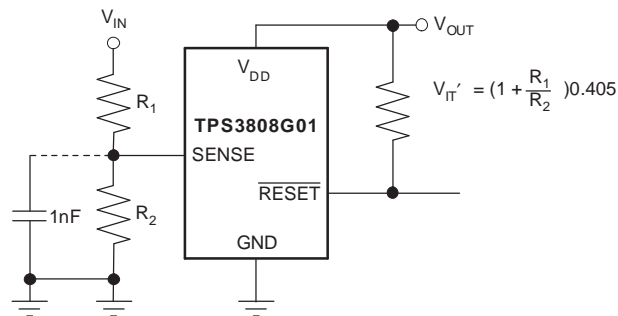 V_IN
V_OUT
V_DD
V_IT′ = (1 + R_1/R_2 )0.405
R_1
TPS3808G01
SENSE
RESET
1nF
R_2
GND